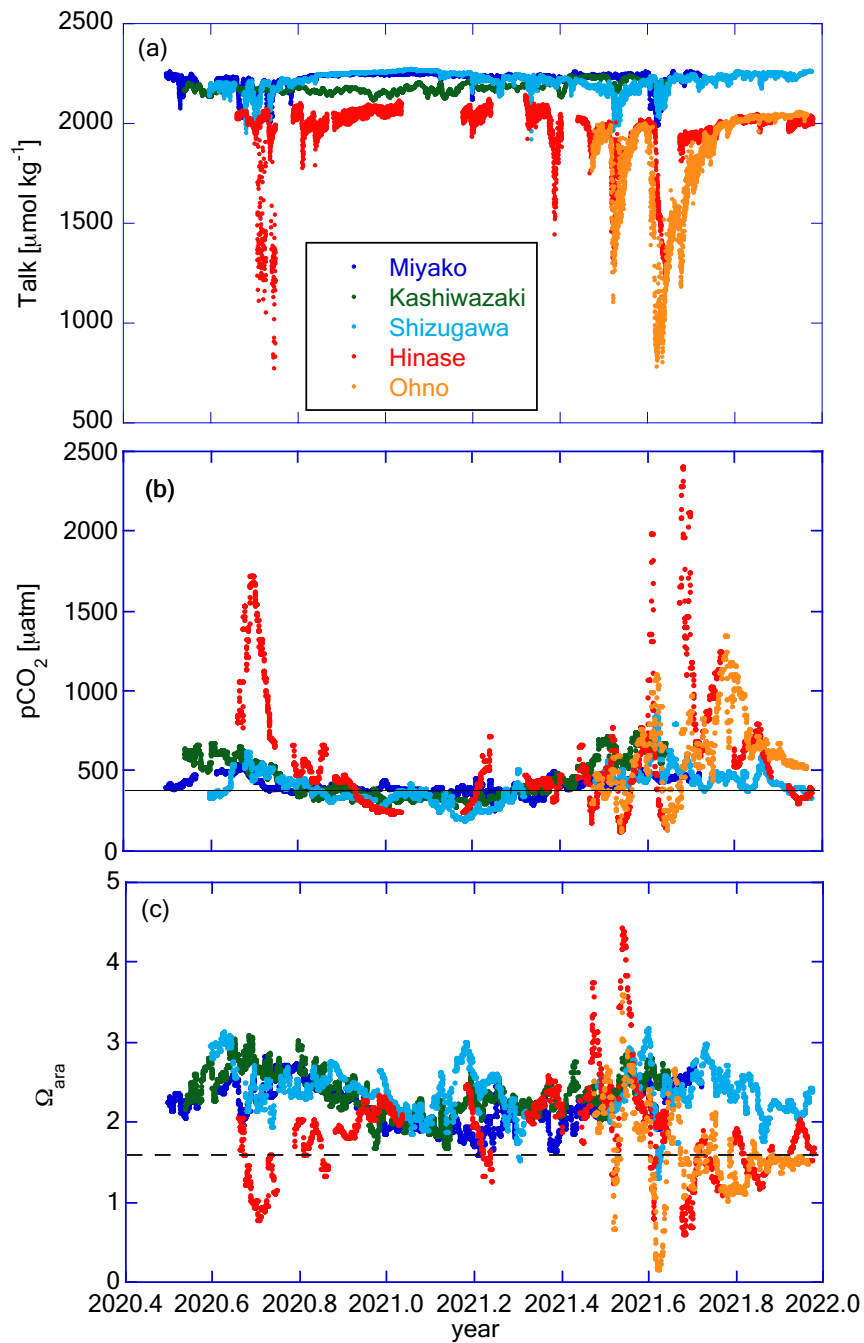 (a)
2500
2000
1500
1000
500
Talk [μmol kg⁻¹]
Miyako
Kashiwazaki
Shizugawa
Hinase
Ohno
(b)
2500
2000
1500
1000
500
0
pCO₂ [μatm]
(c)
5
4
3
2
1
0
Ωara
2020.4 2020.6 2020.8 2021.0 2021.2 2021.4 2021.6 2021.8 2022.0
year